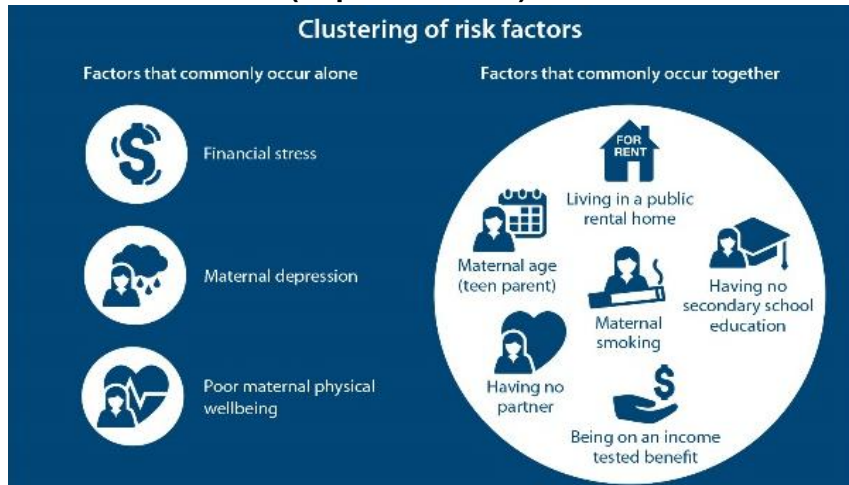 Clustering of risk factors
Factors that commonly occur alone
Financial stress
Maternal depression
Poor maternal physical
wellbeing
Factors that commonly occur together
FOR
RENT
Living in a public
rental home
Maternal age
(teen parent)
Having no
secondary school
education
Maternal
smoking
Having no
partner
Being on an income
tested benefit